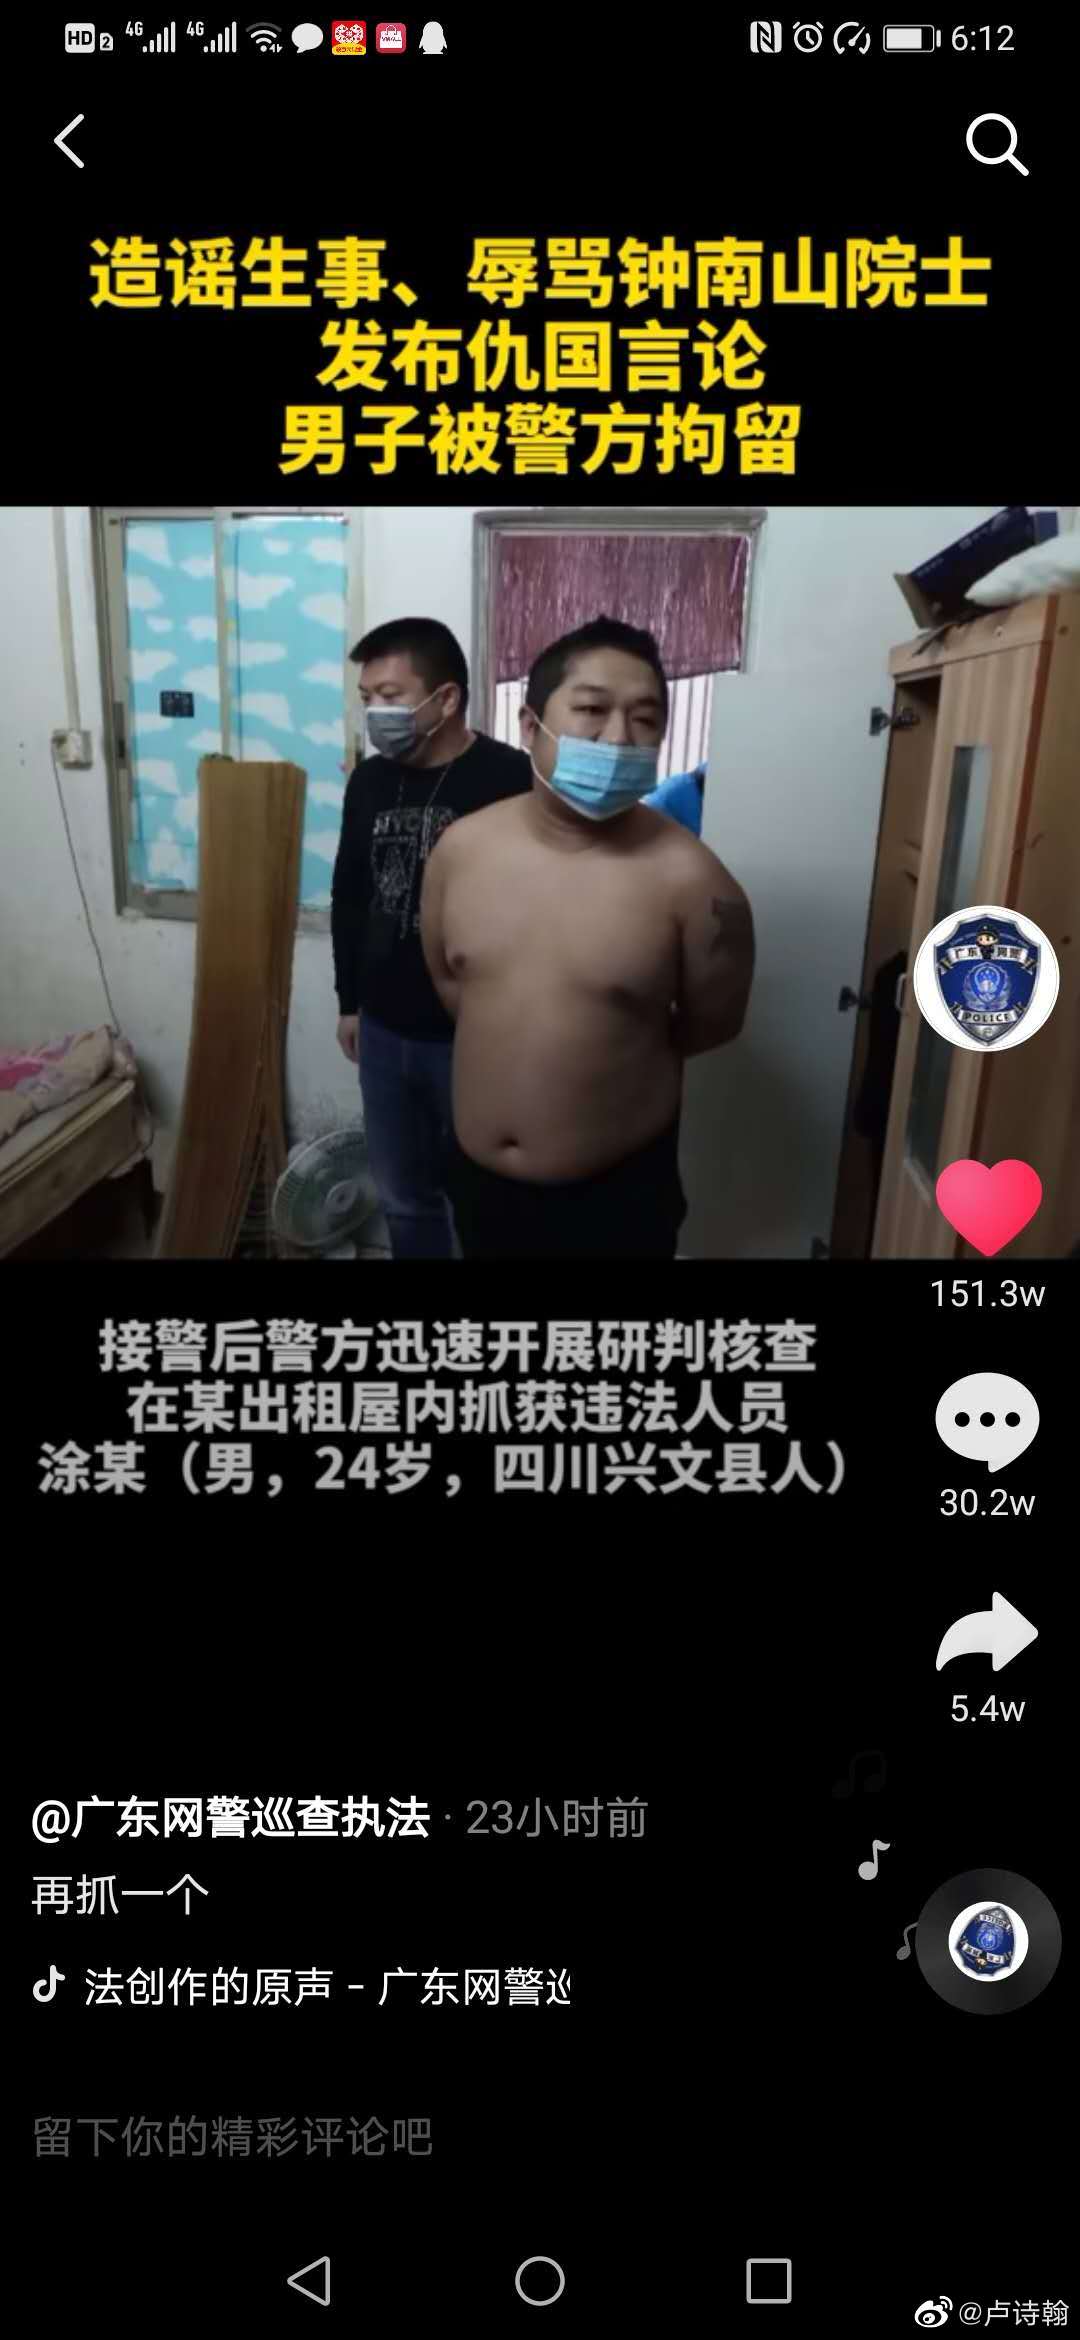 HD 2 4G 4G 6:12
造谣生事、辱骂钟南山院士
发布仇国言论
男子被警方拘留
广东网警
POLICE
151.3w
接警后警方迅速开展研判核查
在某出租屋内抓获违法人员
涂某（男，24岁，四川兴文县人）
30.2w
5.4w
@广东网警巡查执法 · 23小时前
再抓一个
法创作的原声 - 广东网警巡
留下你的精彩评论吧
@卢诗翰